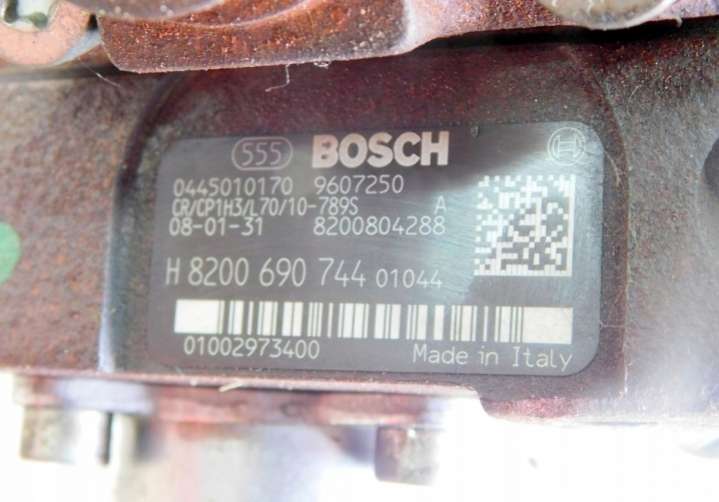 555 BOSCH
0445010170 9607250
CR/CP1H3/L70/10-789S A
08-01-31 8200804288
H 8200 690 744 01044
01002973400 Made in Italy